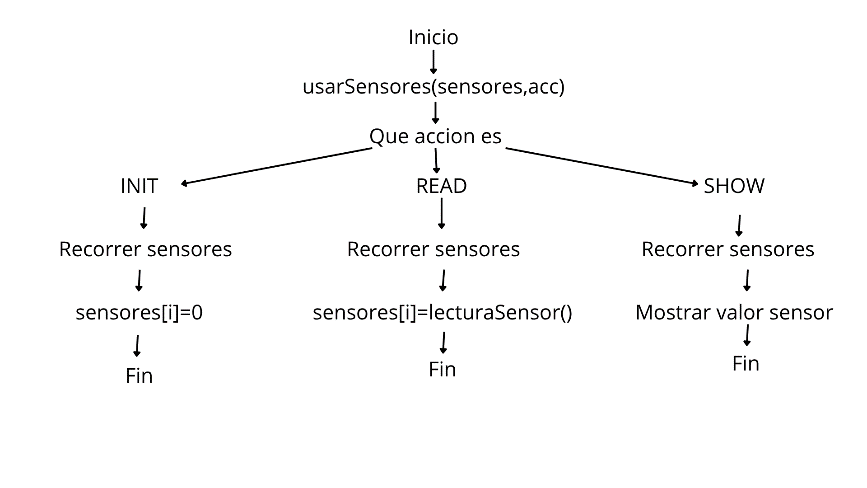 Inicio
usarSensores(sensores,acc)
Que accion es
INIT
READ
SHOW
Recorrer sensores
Recorrer sensores
Recorrer sensores
sensores[i]=0
sensores[i]=lecturaSensor()
Mostrar valor sensor
Fin
Fin
Fin